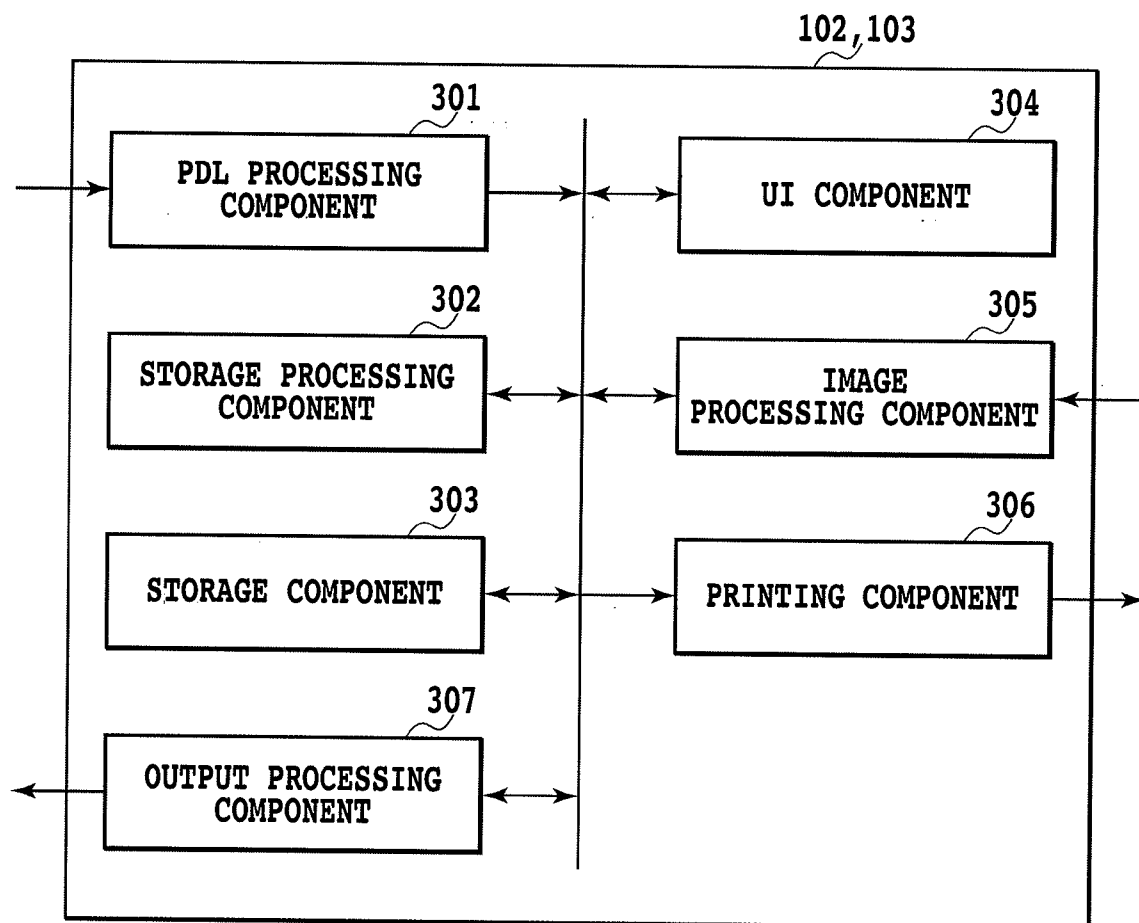 102,103
301
PDL PROCESSING
COMPONENT
304
UI COMPONENT
302
STORAGE PROCESSING
COMPONENT
305
IMAGE
PROCESSING COMPONENT
303
STORAGE COMPONENT
306
PRINTING COMPONENT
307
OUTPUT PROCESSING
COMPONENT